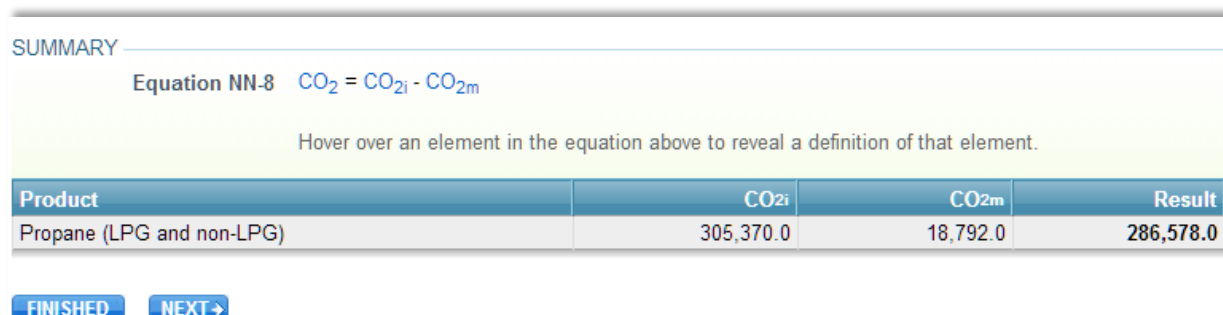 SUMMARY
Equation NN-8 CO₂ = CO₂ᵢ - CO₂ₘ
Hover over an element in the equation above to reveal a definition of that element.
Product CO2i CO2m Result
Propane (LPG and non-LPG) 305,370.0 18,792.0 286,578.0
FINISHED NEXT→